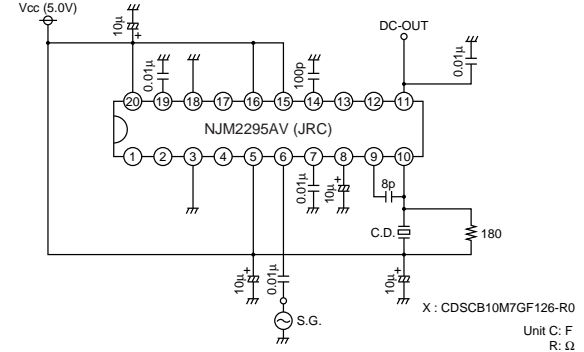 Vcc (5.0V)
10μ
+
0.01μ
100p
DC-OUT
0.01μ
20 19 18 17 16 15 14 13 12 11
NJM2295AV (JRC)
1 2 3 4 5 6 7 8 9 10
0.01μ
10μ
+
8p
C.D.
180
10μ
+
0.01μ
10μ
+
S.G.
X : CDSCB10M7GF126-R0
Unit C: F
R: Ω